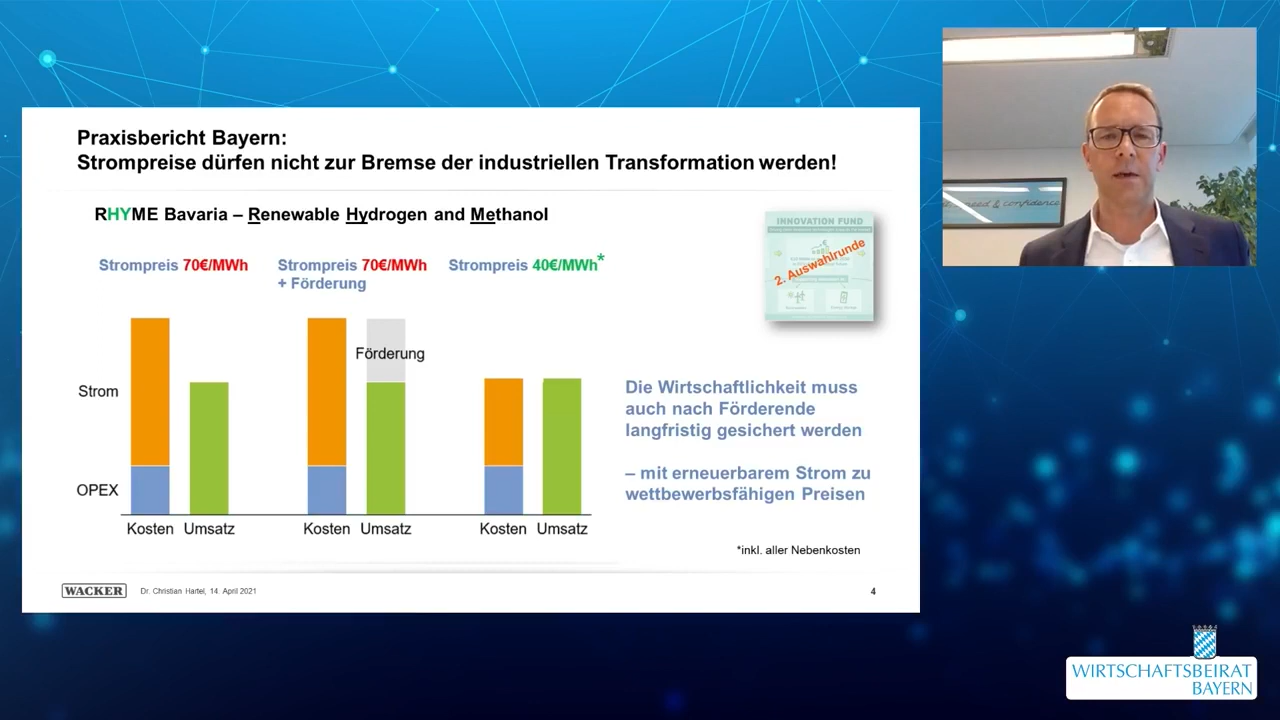 Praxisbericht Bayern:
Strompreise dürfen nicht zur Bremse der industriellen Transformation werden!
RHYME Bavaria – Renewable Hydrogen and Methanol
Strompreis 70€/MWh
Strompreis 70€/MWh
+ Förderung
Strompreis 40€/MWh*
INNOVATION FUND
2. Auswahlrunde
Förderung
Strom
OPEX
Kosten Umsatz
Kosten Umsatz
Kosten Umsatz
Die Wirtschaftlichkeit muss
auch nach Förderende
langfristig gesichert werden
– mit erneuerbarem Strom zu
wettbewerbsfähigen Preisen
*inkl. aller Nebenkosten
WACKER
Dr. Christian Hartel, 14. April 2021
4
need & confidence
WIRTSCHAFTSBEIRAT
BAYERN